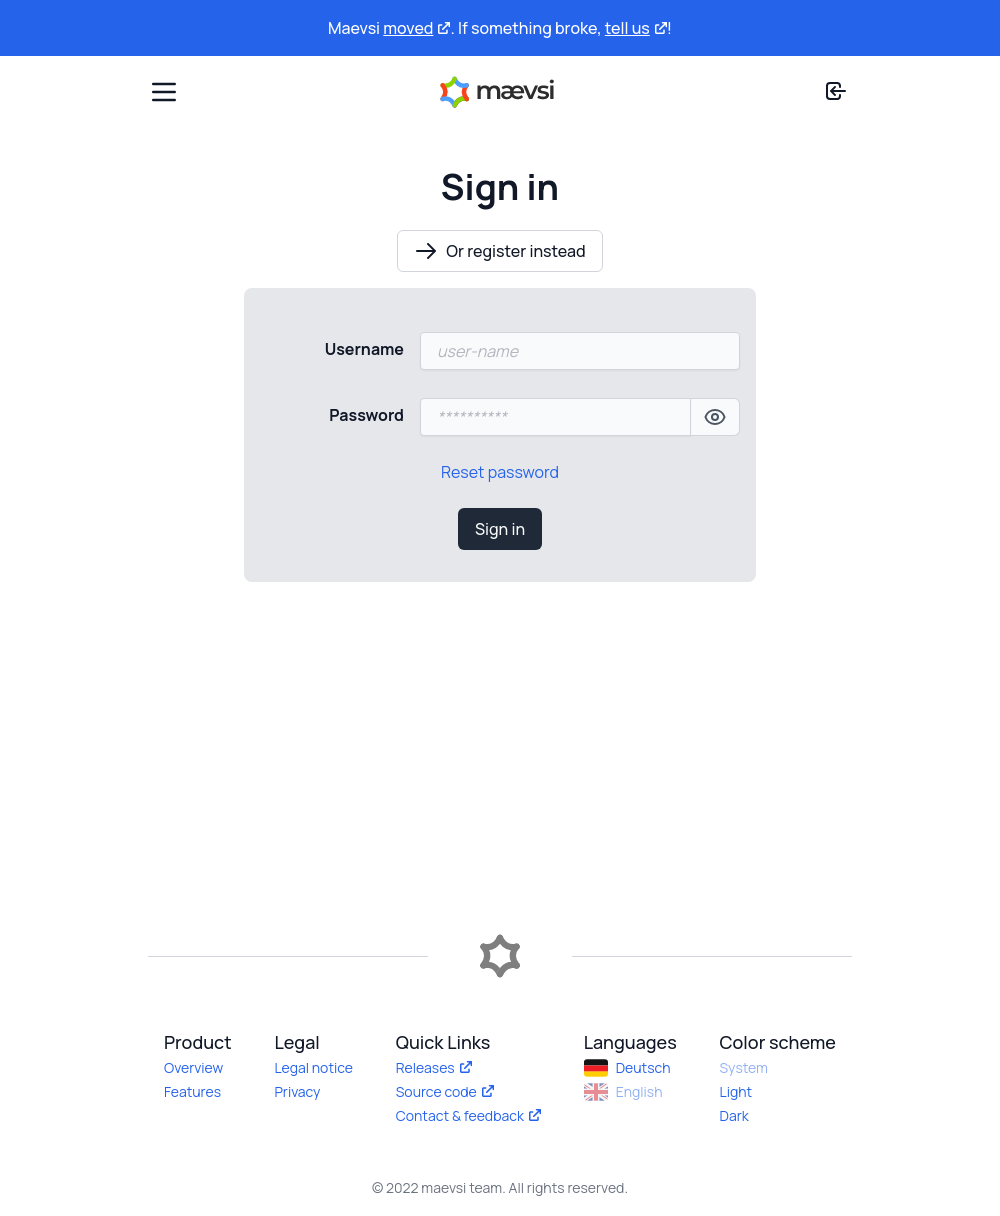 Maevsi moved. If something broke, tell us!
mævsi
Sign in
Or register instead
Username
user-name
Password
**********
Reset password
Sign in
Product
Overview
Features
Legal
Legal notice
Privacy
Quick Links
Releases
Source code
Contact & feedback
Languages
Deutsch
English
Color scheme
System
Light
Dark
© 2022 maevsi team. All rights reserved.